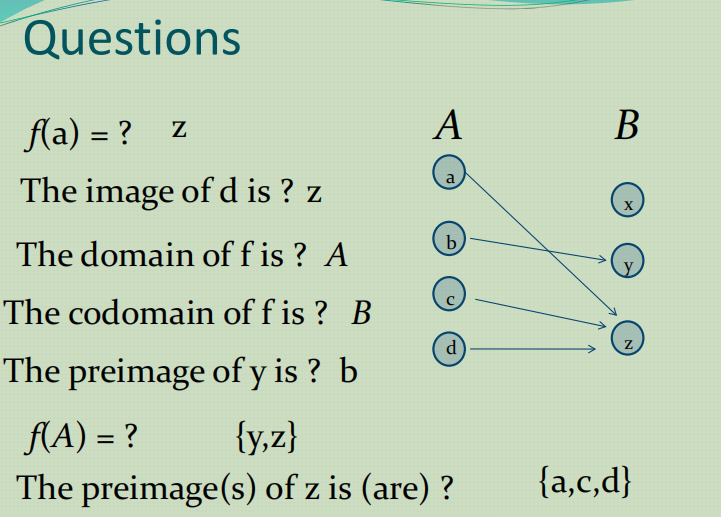 Questions
f(a) = ? z
The image of d is ? z
The domain of f is ? A
The codomain of f is ? B
The preimage of y is ? b
f(A) = ? {y,z}
The preimage(s) of z is (are) ? {a,c,d}
A B
a
b
c
d
x
y
z